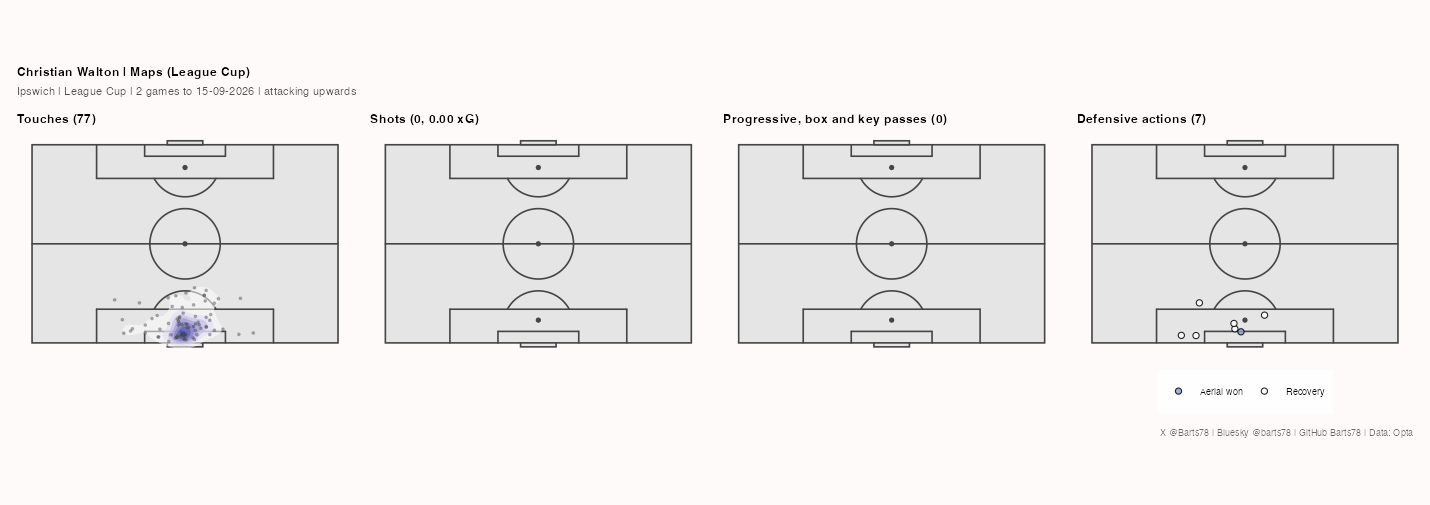 Christian Walton | Maps (League Cup)
Ipswich | League Cup | 2 games to 15-09-2026 | attacking upwards
Touches (77)
Shots (0, 0.00 xG)
Progressive, box and key passes (0)
Defensive actions (7)
Aerial won
Recovery
X @Barts78 | Bluesky @barts78 | GitHub Barts78 | Data: Opta